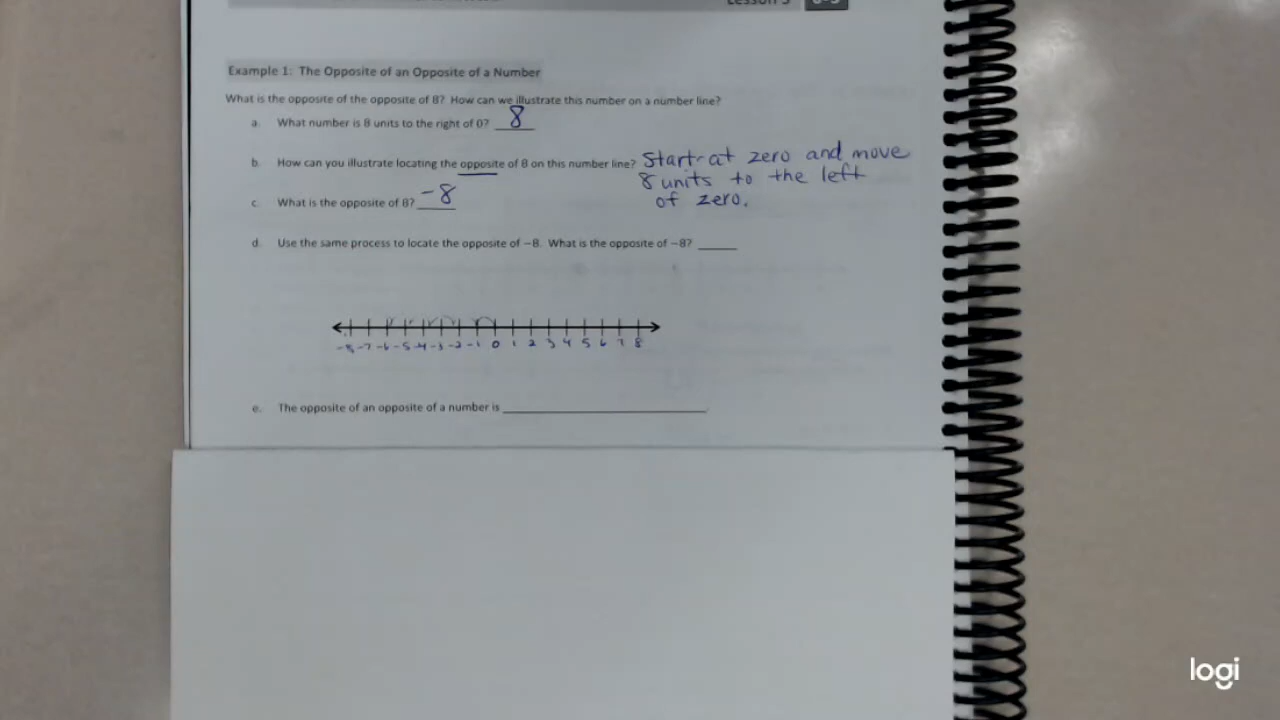 Lesson 5
Example 1: The Opposite of an Opposite of a Number
What is the opposite of the opposite of 8? How can we illustrate this number on a number line?
a. What number is 8 units to the right of 0? 8
b. How can you illustrate locating the opposite of 8 on this number line? Start at zero and move
8 units to the left
of zero.
c. What is the opposite of 8? -8
d. Use the same process to locate the opposite of −8. What is the opposite of −8? ____
-8 -7 -6 -5 -4 -3 -2 -1 0 1 2 3 4 5 6 7 8
e. The opposite of an opposite of a number is ____
logi